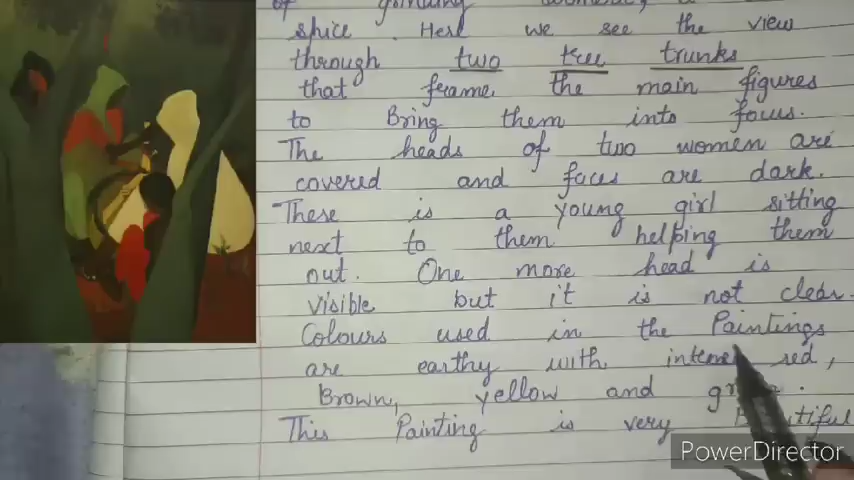 of grinding
spice. Here we see the view
through two tree trunks
that frame the main figures
to Bring them into focus.
The heads of two women are
covered and faces are dark.
There is a young girl sitting
next to them helping them
out. One more head is
visible but it is not clear.
Colours used in the Paintings
are earthy with red,
Brown, yellow and
This Painting is very
PowerDirector